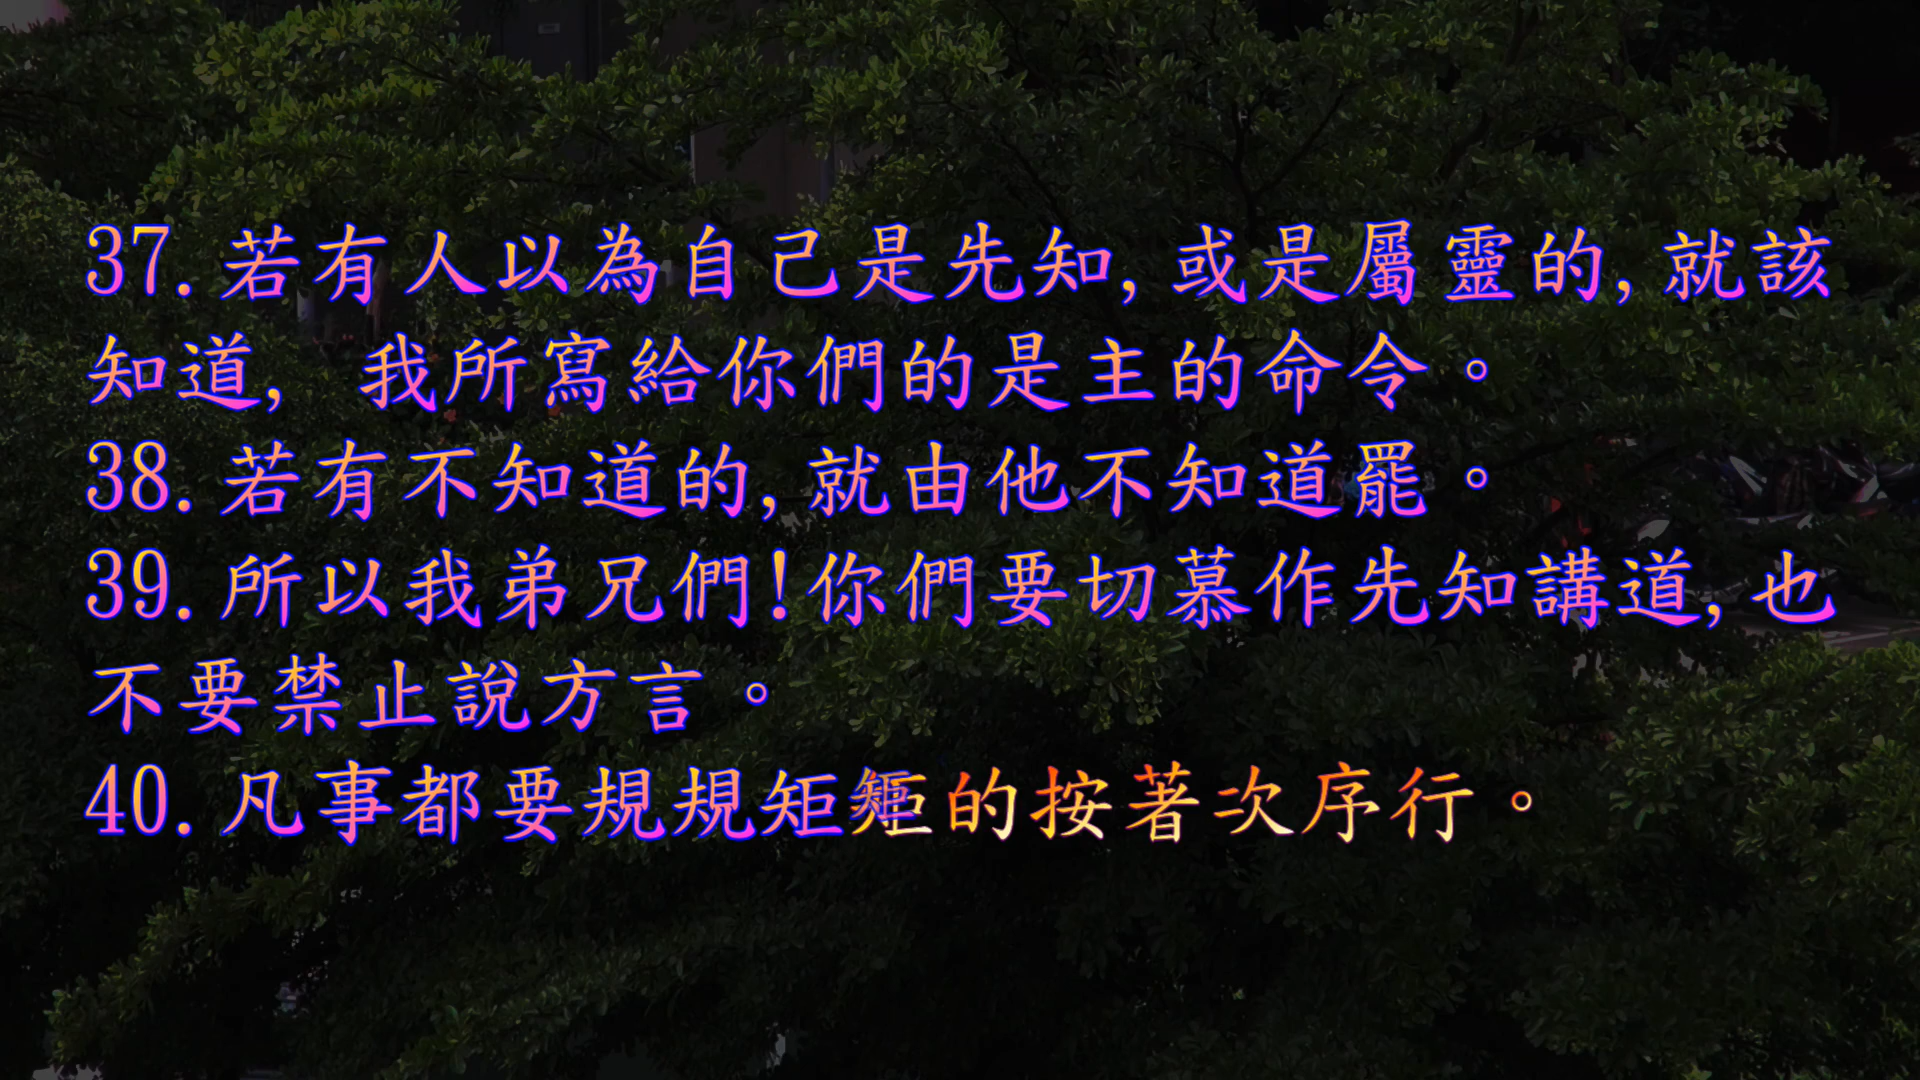 37.若有人以為自己是先知,或是屬靈的,就該
知道, 我所寫給你們的是主的命令。
38.若有不知道的,就由他不知道罷。
39.所以我弟兄們!你們要切慕作先知講道,也
不要禁止說方言。
40.凡事都要規規矩矩的按著次序行。